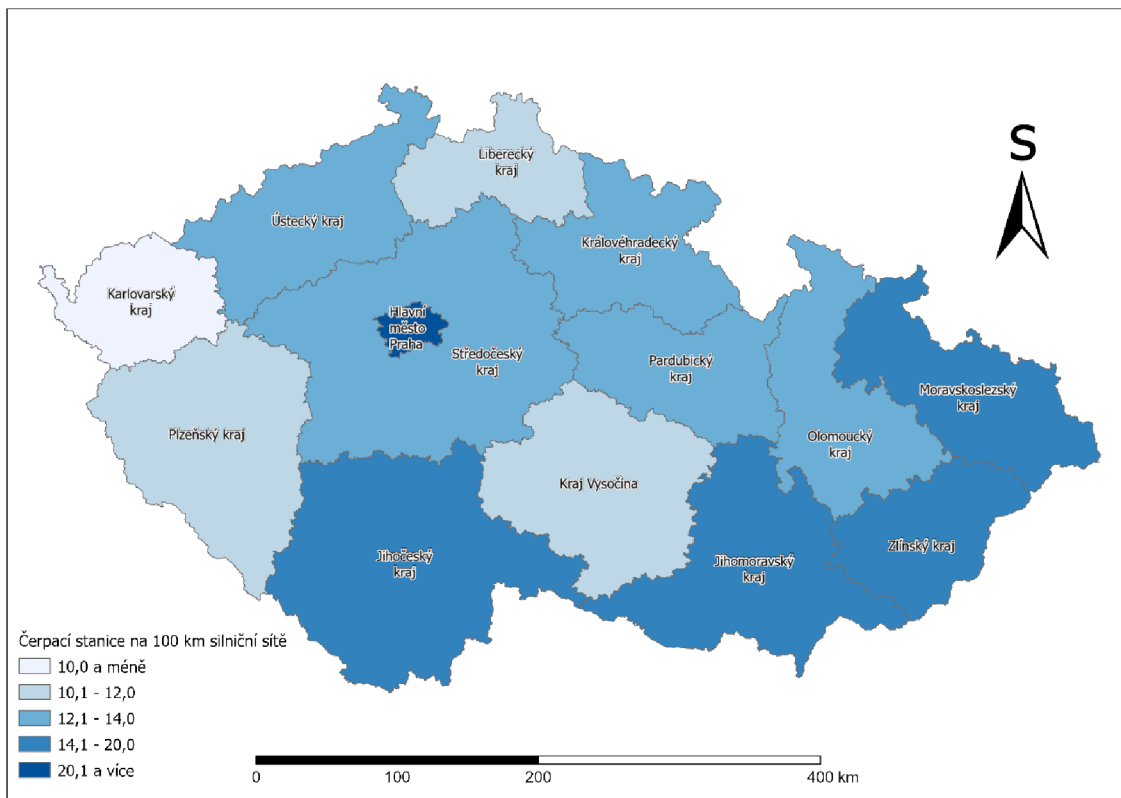 S
Liberecký
kraj
Ústecký kraj
Královéhradecký
kraj
Karlovarský
kraj
Hlavní
město
Praha
Středočeský
kraj
Pardubický
kraj
Moravskoslezský
kraj
Plzeňský kraj
Olomoucký
kraj
Kraj Vysočina
Jihočeský
kraj
Jihomoravský
kraj
Zlínský kraj
Čerpací stanice na 100 km silniční sítě
10,0 a méně
10,1 - 12,0
12,1 - 14,0
14,1 - 20,0
20,1 a více
0 100 200 400 km